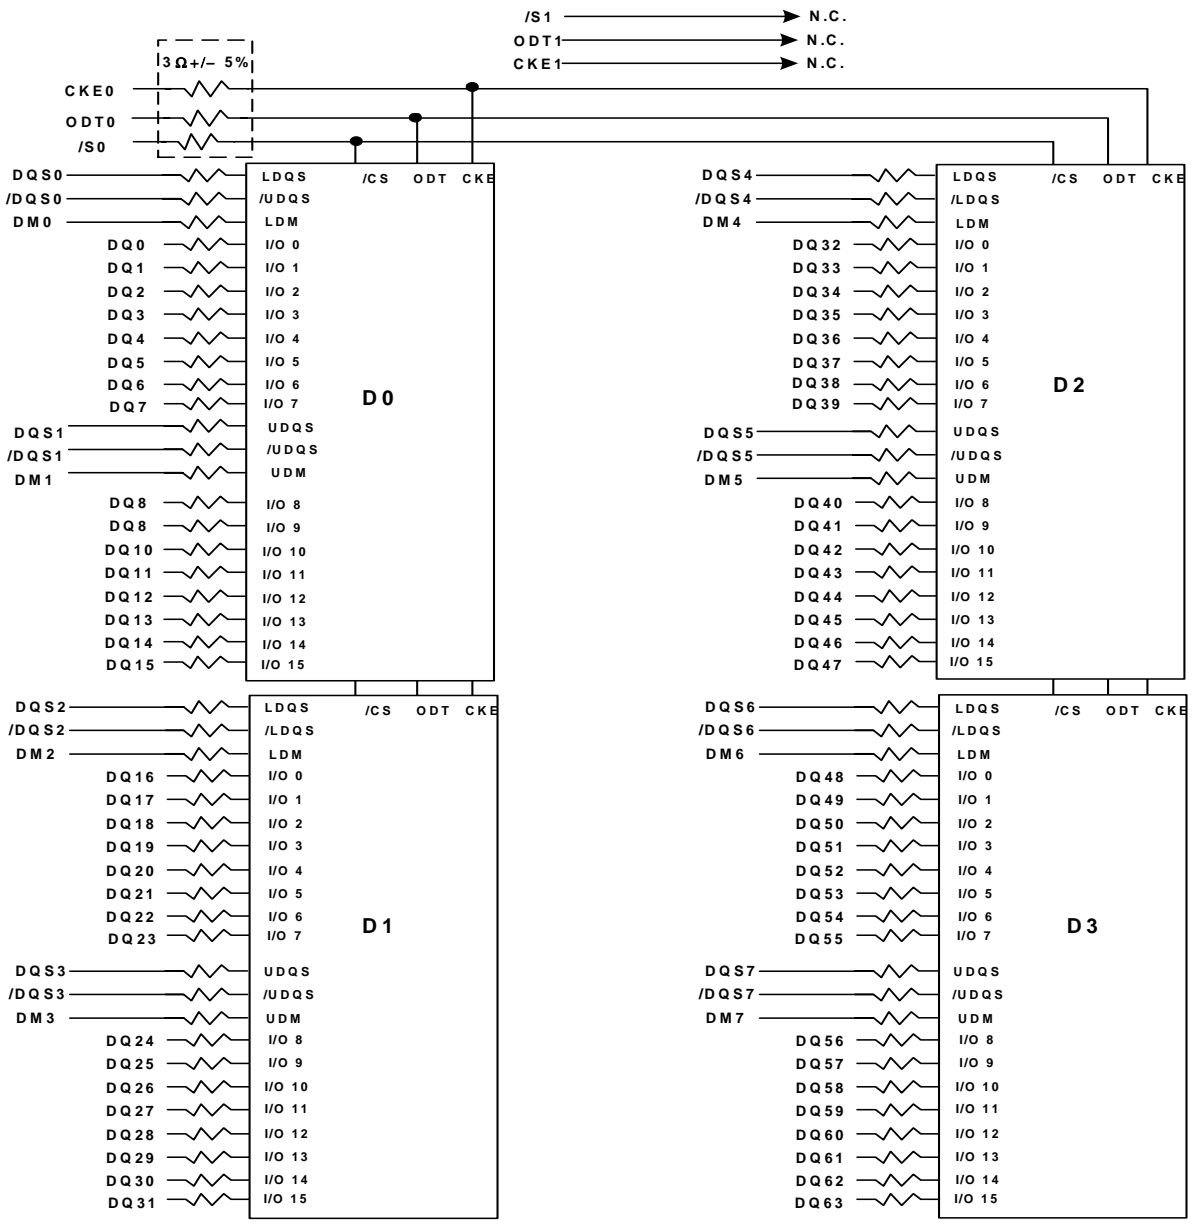 /S1 N.C.
ODT1 N.C.
CKE1 N.C.
3 Ω +/− 5%
CKE0
ODT0
/S0
DQS0 LDQS /CS ODT CKE
/DQS0 /UDQS
DM0 LDM
DQ0 I/O 0
DQ1 I/O 1
DQ2 I/O 2
DQ3 I/O 3
DQ4 I/O 4
DQ5 I/O 5
DQ6 I/O 6
DQ7 I/O 7
D0
DQS1 UDQS
/DQS1 /UDQS
DM1 UDM
DQ8 I/O 8
DQ8 I/O 9
DQ10 I/O 10
DQ11 I/O 11
DQ12 I/O 12
DQ13 I/O 13
DQ14 I/O 14
DQ15 I/O 15
DQS4 LDQS /CS ODT CKE
/DQS4 /LDQS
DM4 LDM
DQ32 I/O 0
DQ33 I/O 1
DQ34 I/O 2
DQ35 I/O 3
DQ36 I/O 4
DQ37 I/O 5
DQ38 I/O 6
DQ39 I/O 7
D2
DQS5 UDQS
/DQS5 /UDQS
DM5 UDM
DQ40 I/O 8
DQ41 I/O 9
DQ42 I/O 10
DQ43 I/O 11
DQ44 I/O 12
DQ45 I/O 13
DQ46 I/O 14
DQ47 I/O 15
DQS2 LDQS /CS ODT CKE
/DQS2 /LDQS
DM2 LDM
DQ16 I/O 0
DQ17 I/O 1
DQ18 I/O 2
DQ19 I/O 3
DQ20 I/O 4
DQ21 I/O 5
DQ22 I/O 6
DQ23 I/O 7
D1
DQS3 UDQS
/DQS3 /UDQS
DM3 UDM
DQ24 I/O 8
DQ25 I/O 9
DQ26 I/O 10
DQ27 I/O 11
DQ28 I/O 12
DQ29 I/O 13
DQ30 I/O 14
DQ31 I/O 15
DQS6 LDQS /CS ODT CKE
/DQS6 /LDQS
DM6 LDM
DQ48 I/O 0
DQ49 I/O 1
DQ50 I/O 2
DQ51 I/O 3
DQ52 I/O 4
DQ53 I/O 5
DQ54 I/O 6
DQ55 I/O 7
D3
DQS7 UDQS
/DQS7 /UDQS
DM7 UDM
DQ56 I/O 8
DQ57 I/O 9
DQ58 I/O 10
DQ59 I/O 11
DQ60 I/O 12
DQ61 I/O 13
DQ62 I/O 14
DQ63 I/O 15